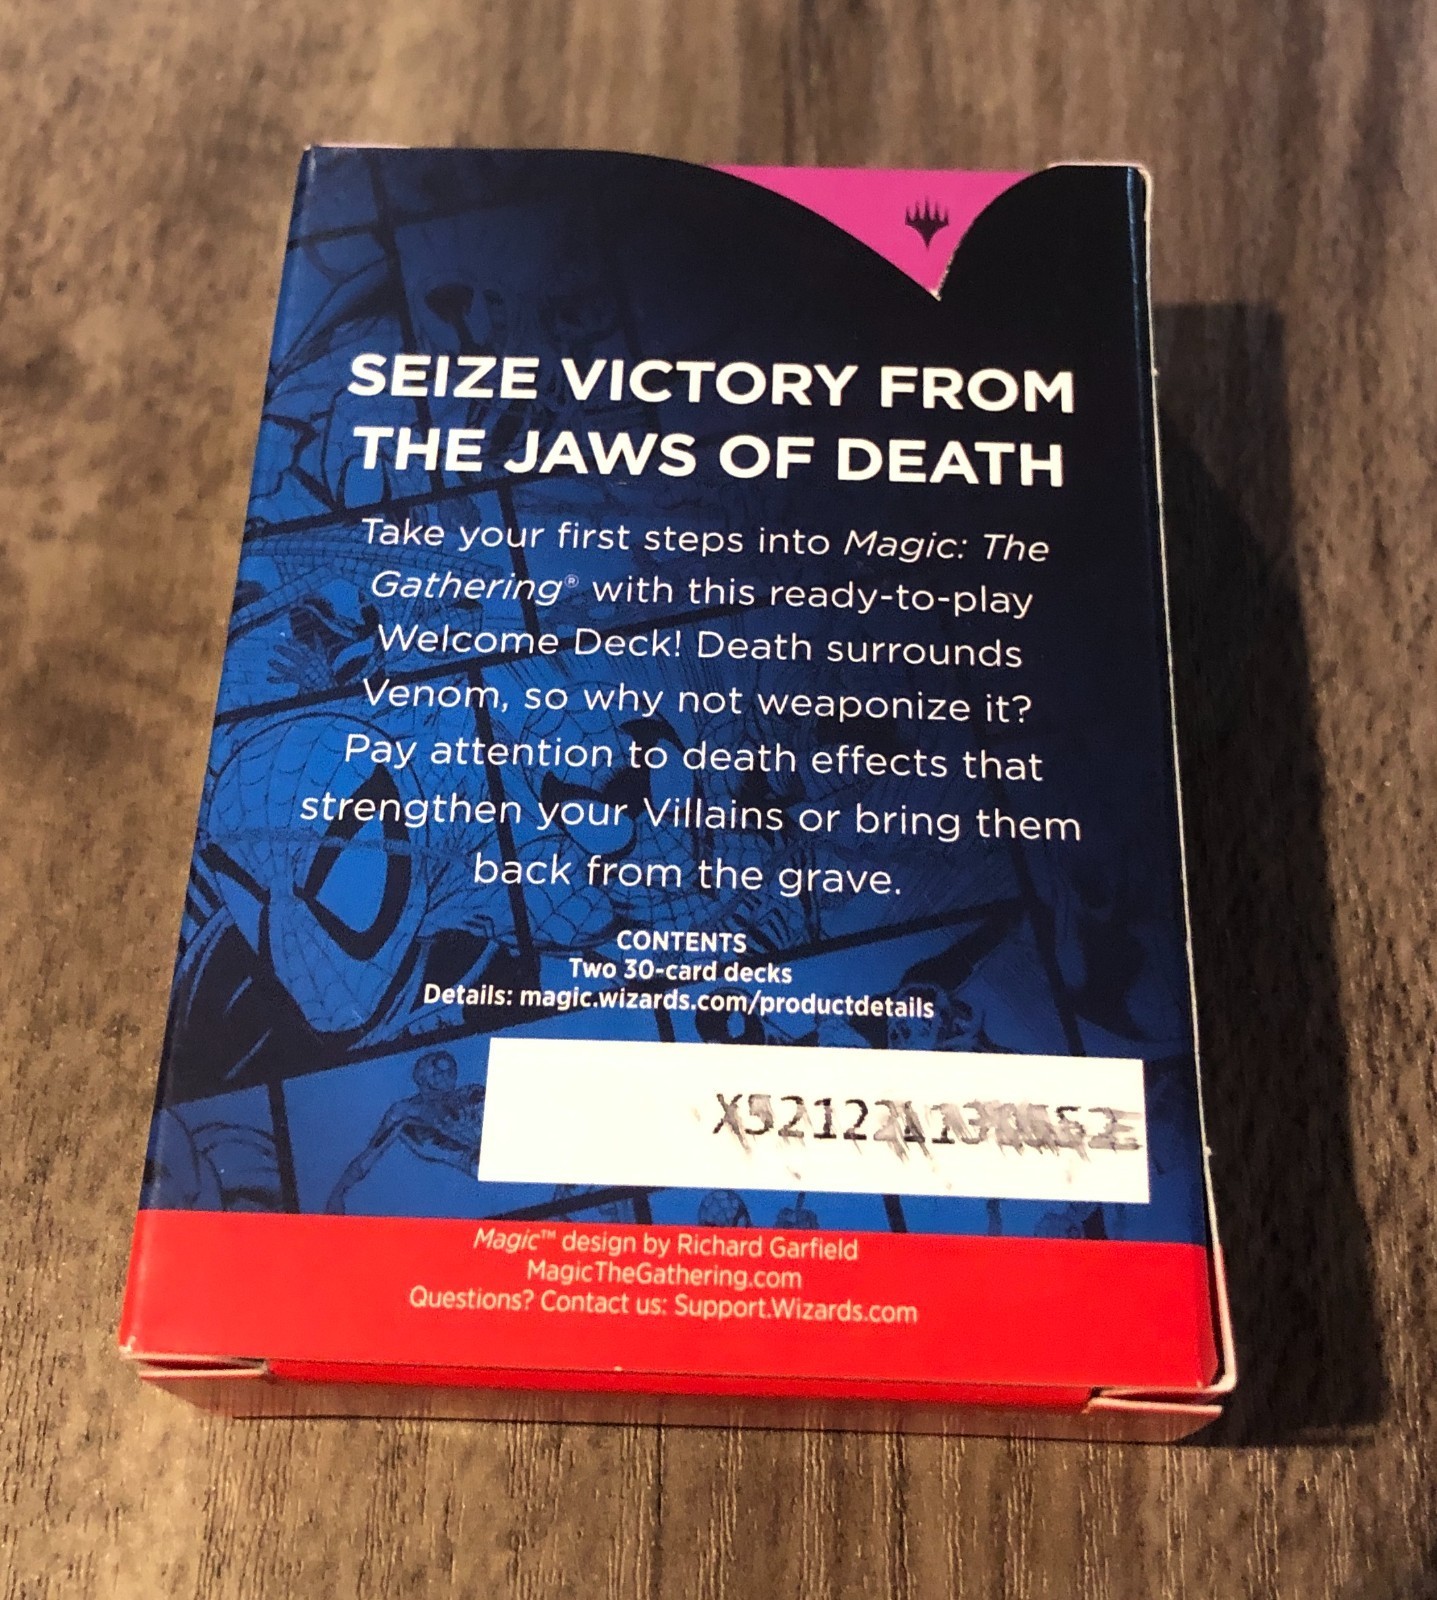 SEIZE VICTORY FROM
THE JAWS OF DEATH
Take your first steps into Magic: The
Gathering® with this ready-to-play
Welcome Deck! Death surrounds
Venom, so why not weaponize it?
Pay attention to death effects that
strengthen your Villains or bring them
back from the grave.
CONTENTS
Two 30-card decks
Details: magic.wizards.com/productdetails
Magic™ design by Richard Garfield
MagicTheGathering.com
Questions? Contact us: Support.Wizards.com